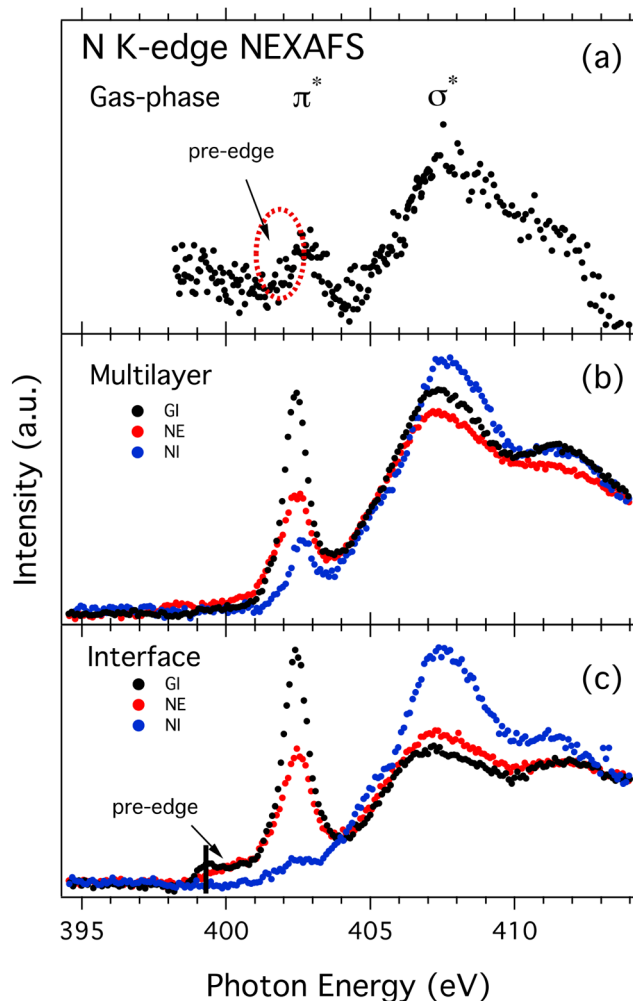 N K-edge NEXAFS
(a)
Gas-phase
π*
σ*
pre-edge
(b)
Multilayer
GI
NE
NI
(c)
Interface
GI
NE
NI
pre-edge
Intensity (a.u.)
395
400
405
410
Photon Energy (eV)